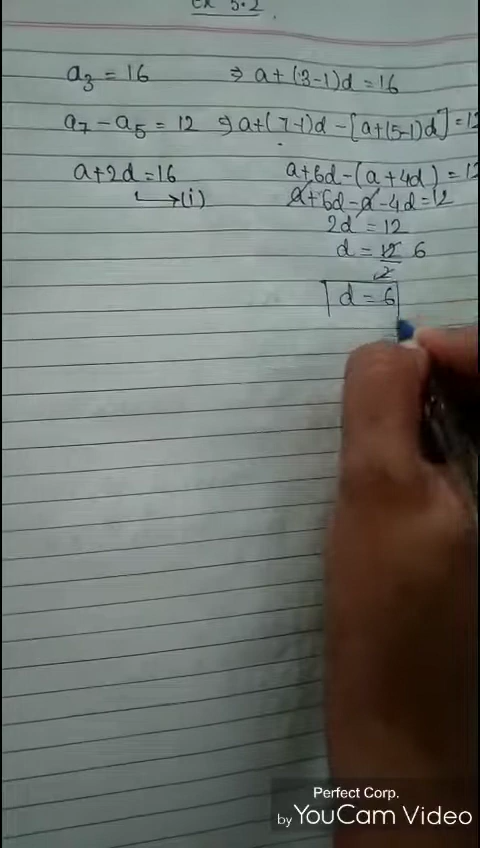 Ex 5.2.
a₃ = 16 ⇒ a + (3-1)d = 16
a₇ - a₅ = 12 ⇒ a + (7-1)d - [a + (5-1)d] = 12
a + 2d = 16 a + 6d - (a + 4d) = 12
→ (i) a + 6d - a - 4d = 12
2d = 12
d = 12 6
2
d = 6
Perfect Corp.
by YouCam Video